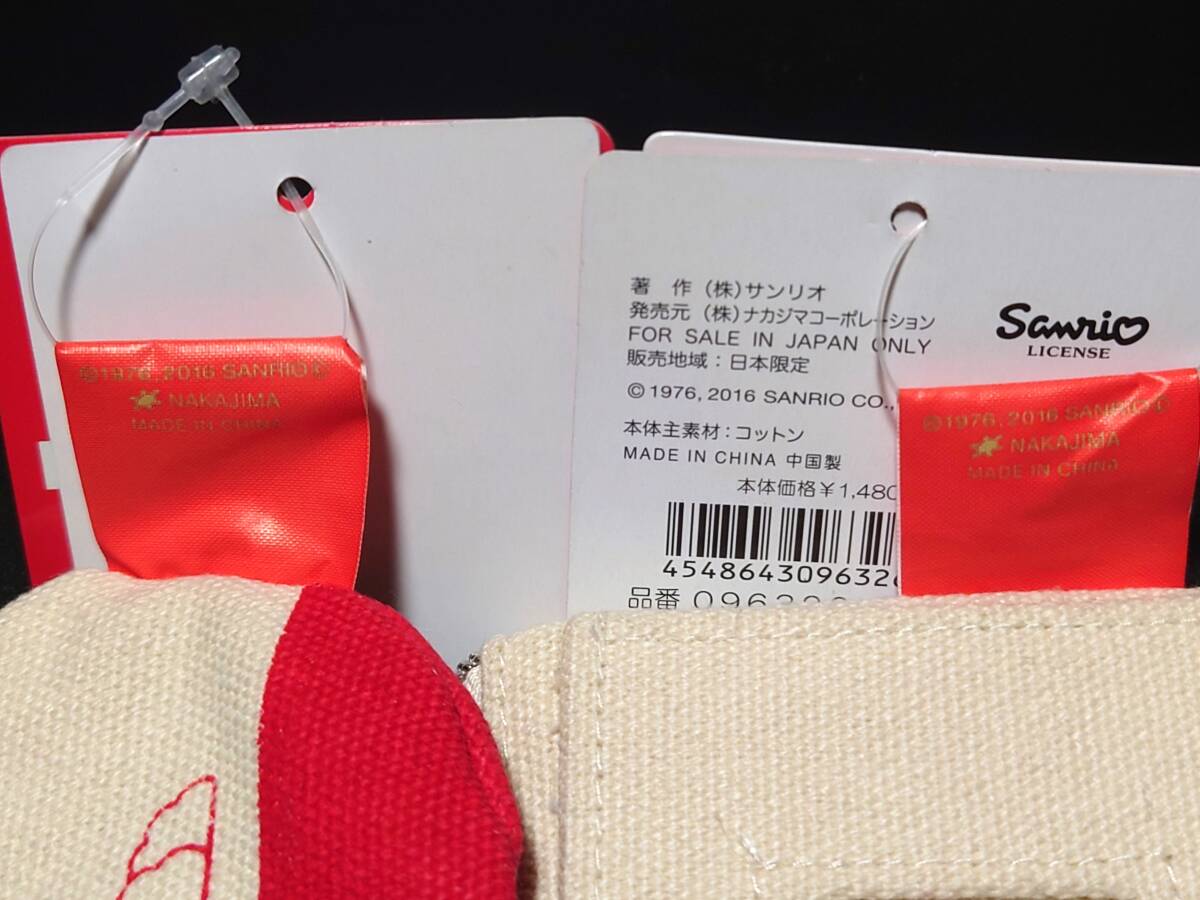 ©1976, 2016 SANRIO
NAKAJIMA
MADE IN CHINA
著 作 (株)サンリオ
発売元 (株)ナカジマコーポレーション
FOR SALE IN JAPAN ONLY
販売地域:日本限定
©1976, 2016 SANRIO CO.,
本体主素材:コットン
MADE IN CHINA 中国製
本体価格¥1,480
454864309632
品番 0963
Sanrio
LICENSE
©1976, 2016 SANRIO
NAKAJIMA
MADE IN CHINA